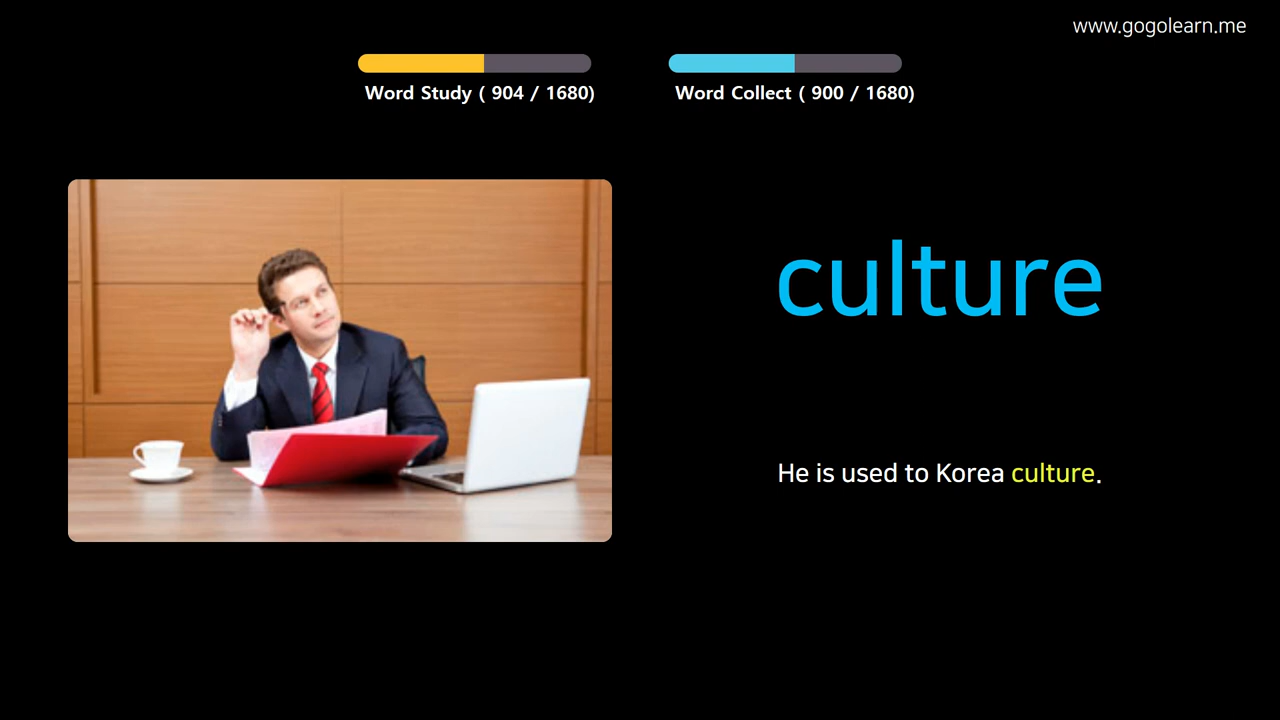 www.gogolearn.me
Word Study ( 904 / 1680)
Word Collect ( 900 / 1680)
culture
He is used to Korea culture.